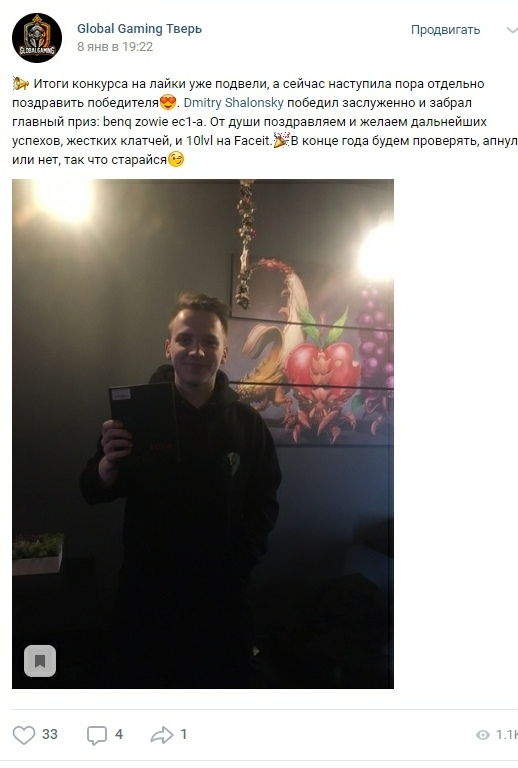 Global Gaming Тверь
8 янв в 19:22
Продвигать
GLOBALGAMING
Итоги конкурса на лайки уже подвели, а сейчас наступила пора отдельно
поздравить победителя😍. Dmitry Shalonsky победил заслуженно и забрал
главный приз: benq zowie ec1-a. От души поздравляем и желаем дальнейших
успехов, жестких клатчей, и 10lvl на Faceit.🎉В конце года будем проверять, апнул
или нет, так что старайся😏
33
4
1